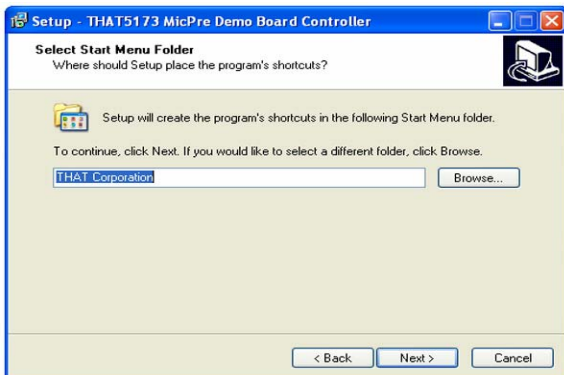 Setup - THAT5173 MicPre Demo Board Controller
Select Start Menu Folder
Where should Setup place the program's shortcuts?
Setup will create the program's shortcuts in the following Start Menu folder.
To continue, click Next. If you would like to select a different folder, click Browse.
THAT Corporation
Browse...
< Back
Next >
Cancel